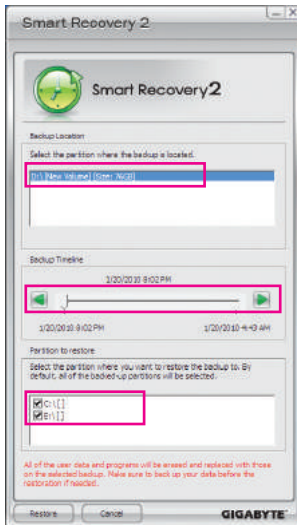 Smart Recovery 2
Smart Recovery2
Backup Location
Select the partition where the backup is located.
D:\ [New Volume] (Size: 76GB)
Backup Timeline
1/20/2010 8:02 PM
1/20/2010 8:02 PM
1/20/2010 4:43 AM
Partition to restore
Select the partition where you want to restore the backup to. By
default, all of the backed-up partitions will be selected.
C:\ []
E:\ []
All of the user data and programs will be erased and replaced with those
on the selected backup. Make sure to back up your data before the
restoration if needed.
Restore
Cancel
GIGABYTE